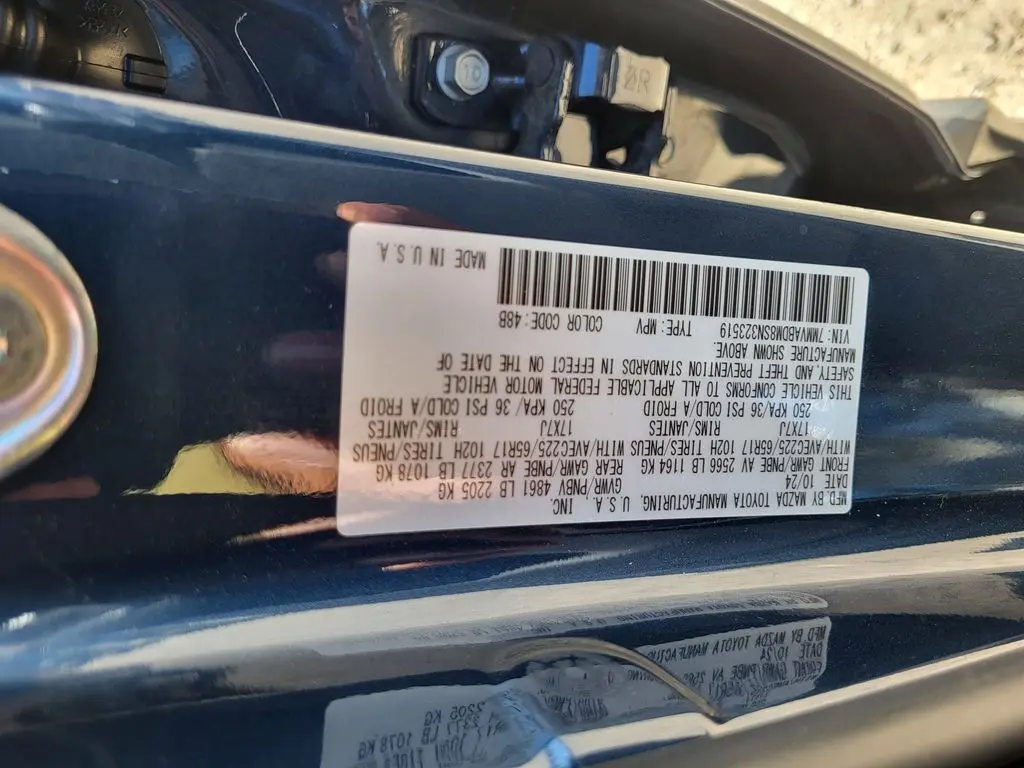 MFD. BY MAZDA TOYOTA MANUFACTURING, U.S.A., INC.
DATE 10/24 GVWR/PNBV 4861 LB 2205 KG
FRONT GAWR/PNBE AV 2566 LB 1164 KG REAR GAWR/PNBE AR 2377 LB 1078 KG
WITH/AVEC225/65R17 102H TIRES/PNEUS WITH/AVEC225/65R17 102H TIRES/PNEUS
17X7J RIMS/JANTES 17X7J RIMS/JANTES
250 KPA/36 PSI COLD/A FROID 250 KPA/ 36 PSI COLD/A FROID
THIS VEHICLE CONFORMS TO ALL APPLICABLE FEDERAL MOTOR VEHICLE
SAFETY, AND THEFT PREVENTION STANDARDS IN EFFECT ON THE DATE OF
MANUFACTURE SHOWN ABOVE.
VIN: 7MMVABDM8SN323519 TYPE: MPV COLOR CODE: 48B
MADE IN U.S.A.